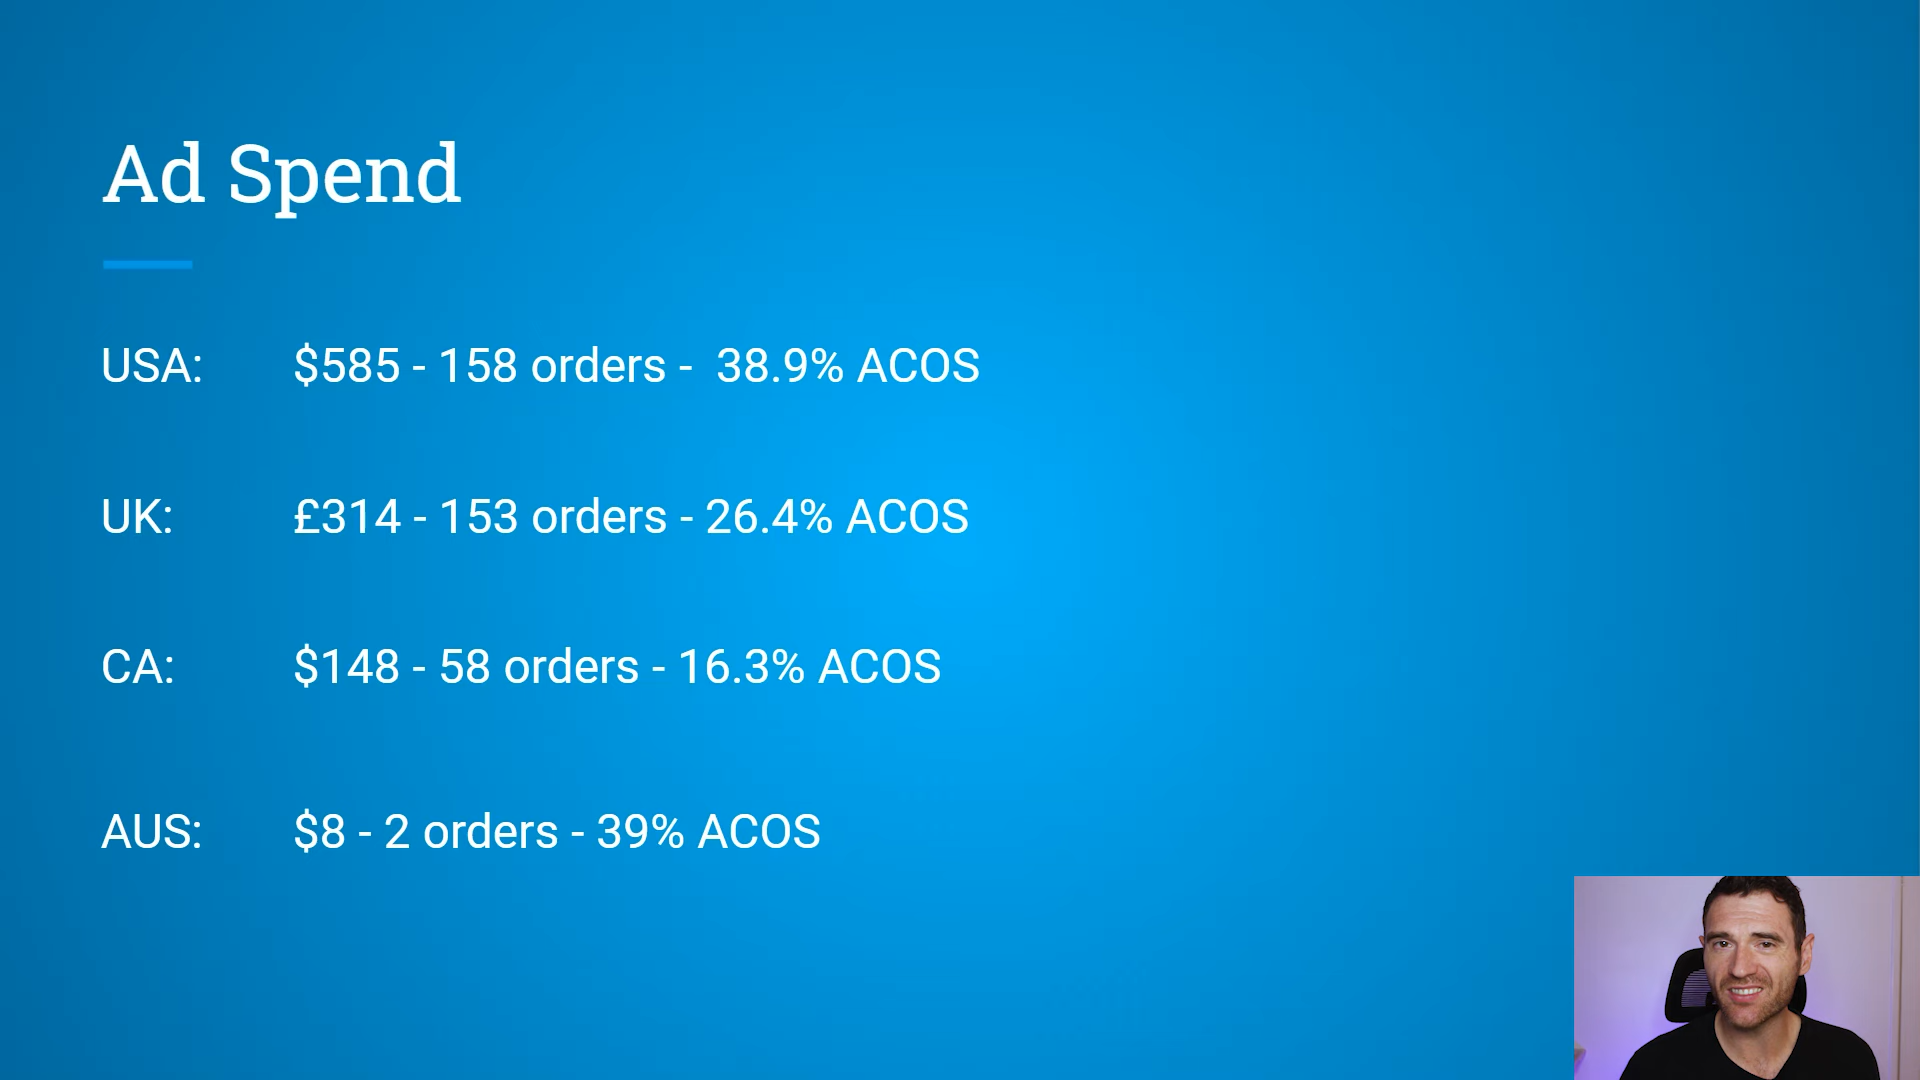 Ad Spend
USA: $585 - 158 orders - 38.9% ACOS
UK: £314 - 153 orders - 26.4% ACOS
CA: $148 - 58 orders - 16.3% ACOS
AUS: $8 - 2 orders - 39% ACOS